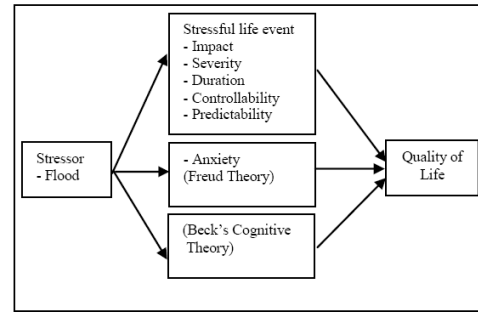 Stressful life event
- Impact
- Severity
- Duration
- Controllability
- Predictability
Stressor
- Flood
- Anxiety
(Freud Theory)
Quality of
Life
(Beck's Cognitive
Theory)